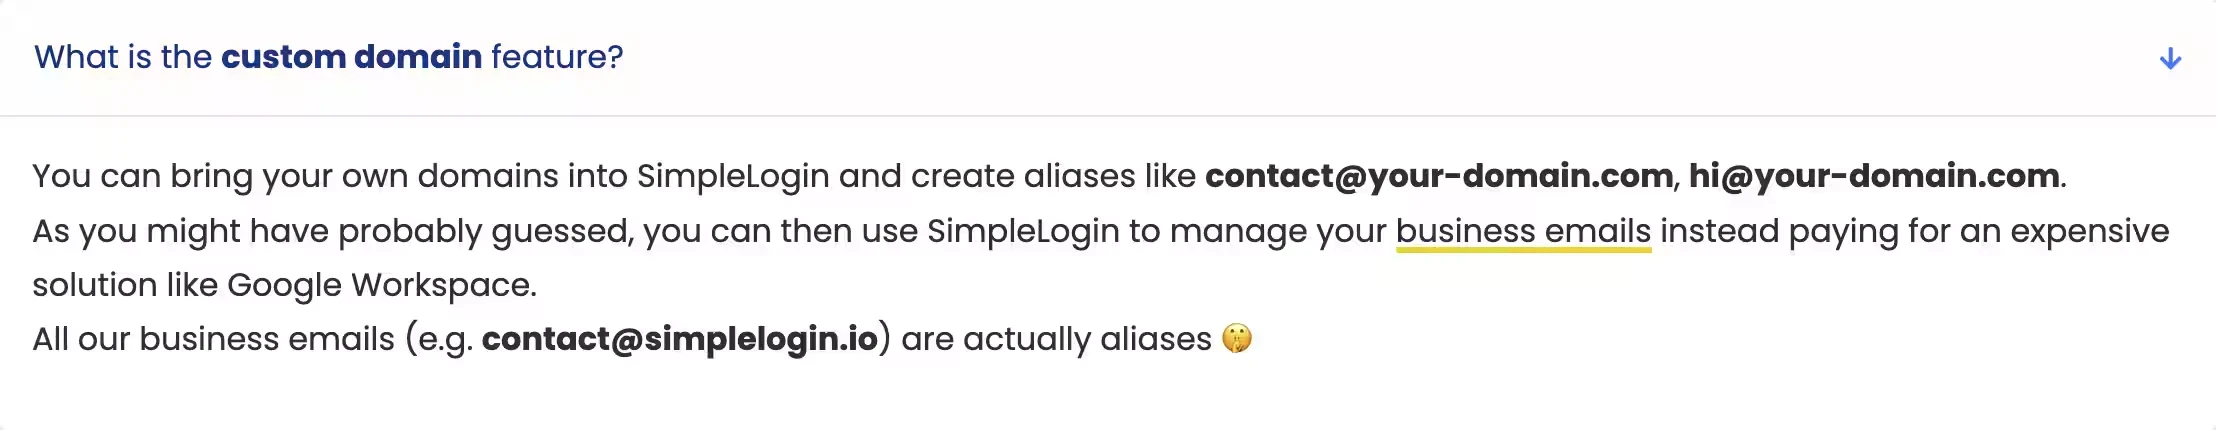 What is the custom domain feature?
You can bring your own domains into SimpleLogin and create aliases like contact@your-domain.com, hi@your-domain.com.
As you might have probably guessed, you can then use SimpleLogin to manage your business emails instead paying for an expensive
solution like Google Workspace.
All our business emails (e.g. contact@simplelogin.io) are actually aliases 🤫